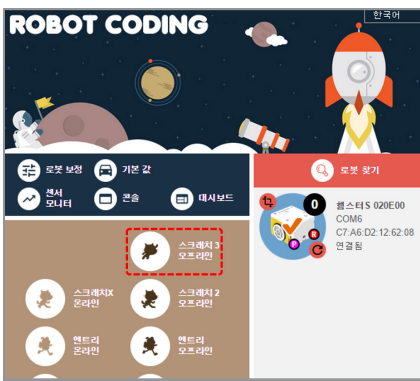 ROBOT CODING
한국어
로봇 보정
기본 값
센서
모니터
콘솔
대시보드
로봇 찾기
햄스터S 020E00
COM6
C7:A6:D2:12:62:08
연결됨
0
P
R
스크래치 3
오프라인
스크래치X
온라인
스크래치 2
오프라인
엔트리
온라인
엔트리
오프라인